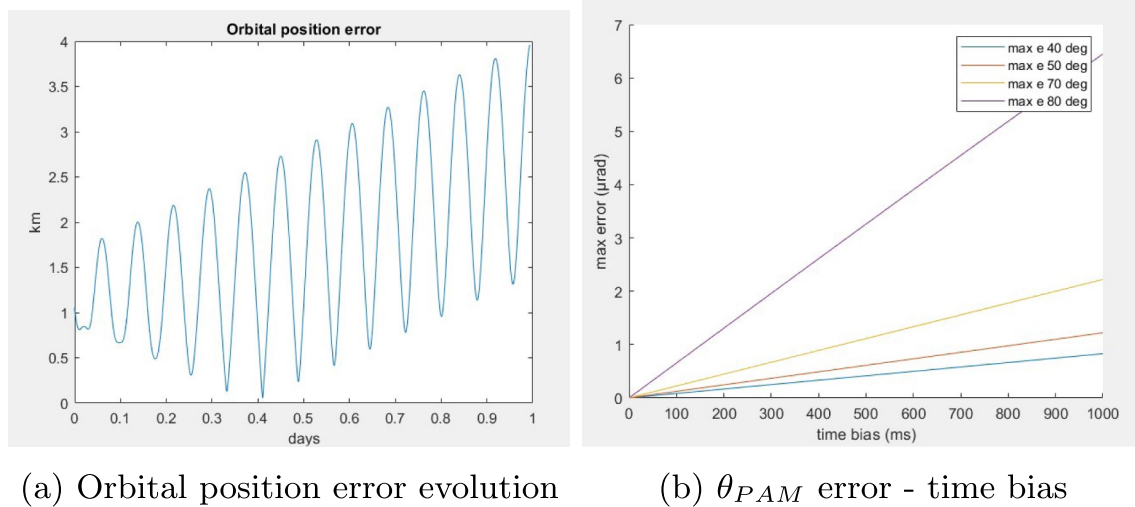 Orbital position error
4
3.5
3
2.5
2
1.5
1
0.5
0
km
0 0.1 0.2 0.3 0.4 0.5 0.6 0.7 0.8 0.9 1
days
(a) Orbital position error evolution
7
6
5
4
3
2
1
0
max error (μrad)
max e 40 deg
max e 50 deg
max e 70 deg
max e 80 deg
0 100 200 300 400 500 600 700 800 900 1000
time bias (ms)
(b) θPAM error - time bias